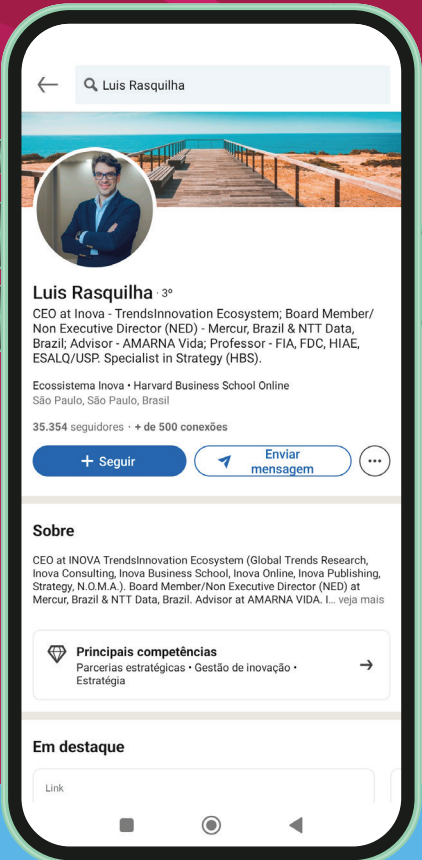 Luis Rasquilha
Luis Rasquilha · 3º
CEO at Inova - TrendsInnovation Ecosystem; Board Member/
Non Executive Director (NED) - Mercur, Brazil & NTT Data,
Brazil; Advisor - AMARNA Vida; Professor - FIA, FDC, HIAE,
ESALQ/USP. Specialist in Strategy (HBS).
Ecossistema Inova • Harvard Business School Online
São Paulo, São Paulo, Brasil
35.354 seguidores · + de 500 conexões
+ Seguir
Enviar
mensagem
Sobre
CEO at INOVA TrendsInnovation Ecosystem (Global Trends Research,
Inova Consulting, Inova Business School, Inova Online, Inova Publishing,
Strategy, N.O.M.A.). Board Member/Non Executive Director (NED) at
Mercur, Brazil & NTT Data, Brazil. Advisor at AMARNA VIDA. I... veja mais
Principais competências
Parcerias estratégicas • Gestão de inovação •
Estratégia
Em destaque
Link